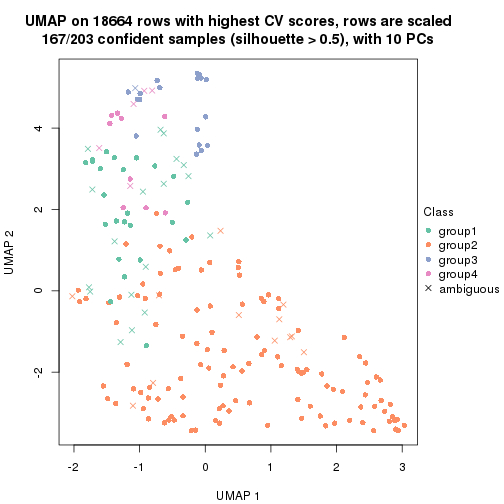 UMAP on 18664 rows with highest CV scores, rows are scaled
167/203 confident samples (silhouette > 0.5), with 10 PCs
4
2
0
-2
UMAP 2
-2
-1
0
1
2
3
UMAP 1
Class
group1
group2
group3
group4
ambiguous